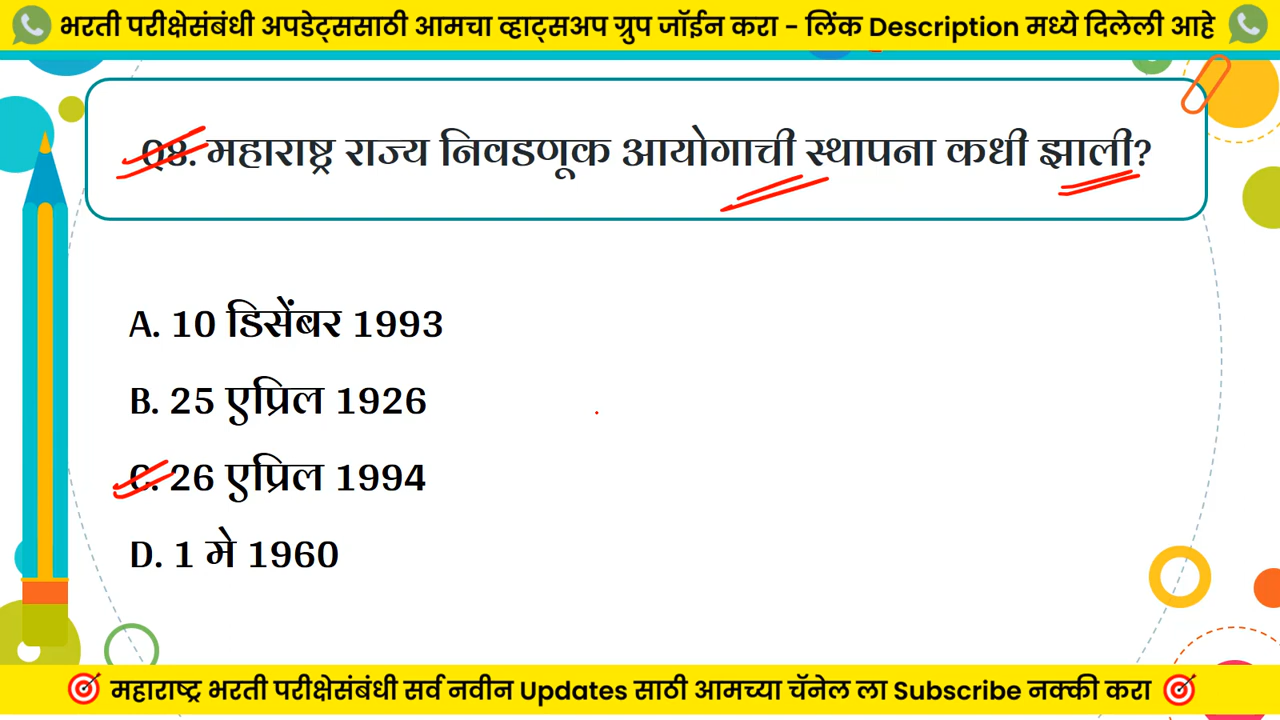 भरती परीक्षेसंबंधी अपडेट्ससाठी आमचा व्हाट्सअप ग्रुप जॉईन करा - लिंक Description मध्ये दिलेली आहे
Q8. महाराष्ट्र राज्य निवडणूक आयोगाची स्थापना कधी झाली?
A. 10 डिसेंबर 1993
B. 25 एप्रिल 1926
C. 26 एप्रिल 1994
D. 1 मे 1960
महाराष्ट्र भरती परीक्षेसंबंधी सर्व नवीन Updates साठी आमच्या चॅनेल ला Subscribe नक्की करा